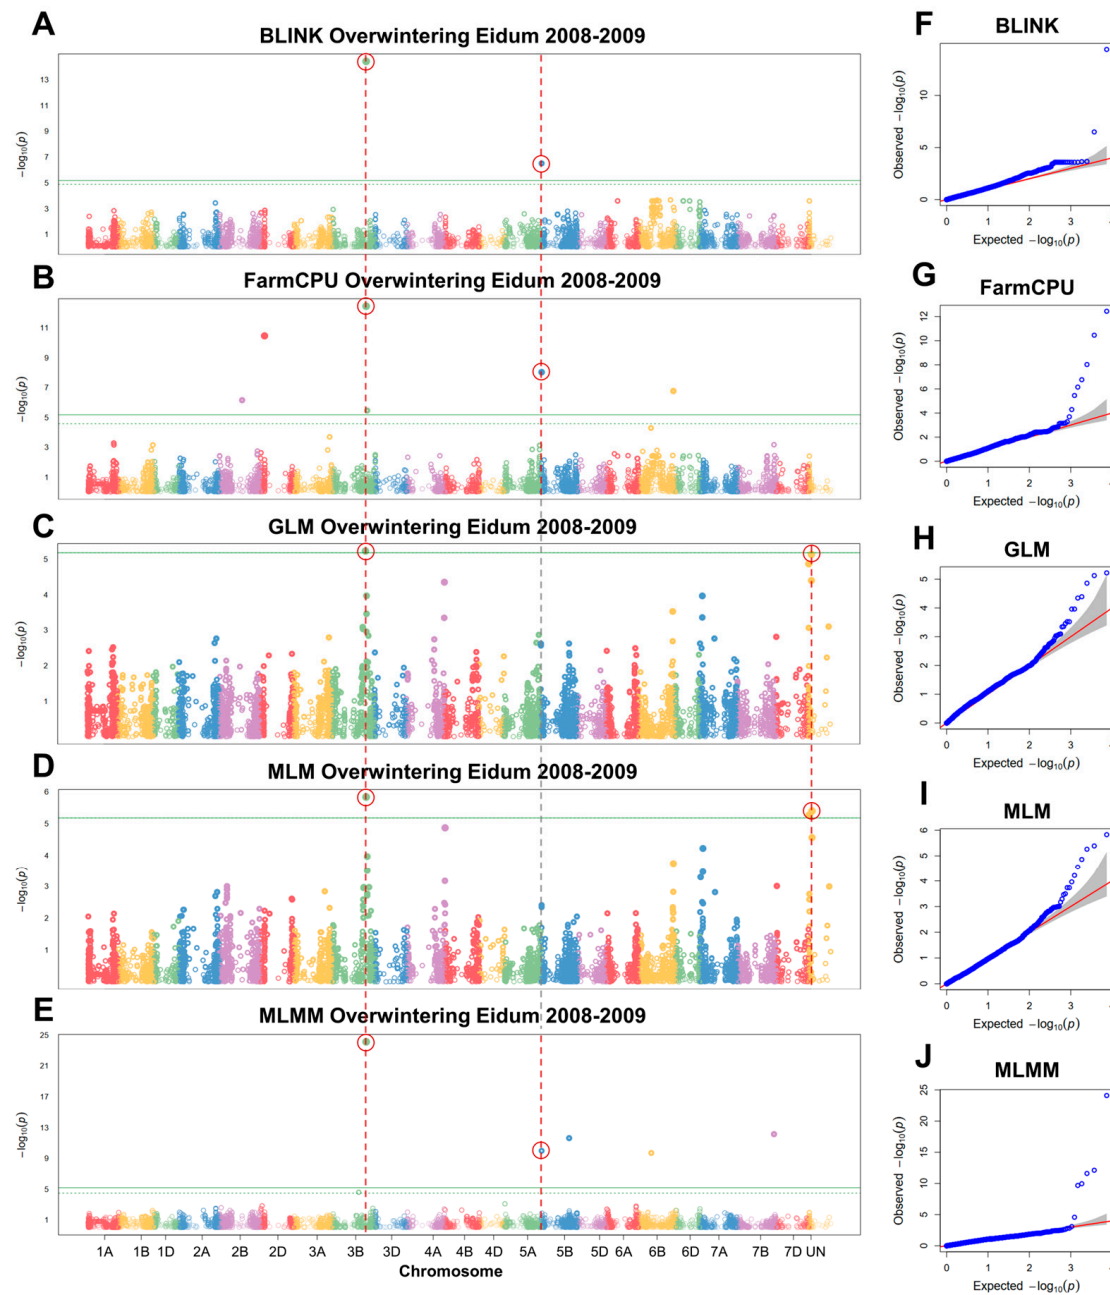 A
BLINK Overwintering Eidum 2008-2009
−log₁₀(p)
13
11
9
7
5
3
1
B
FarmCPU Overwintering Eidum 2008-2009
−log₁₀(p)
11
9
7
5
3
1
C
GLM Overwintering Eidum 2008-2009
−log₁₀(p)
5
4
3
2
1
D
MLM Overwintering Eidum 2008-2009
−log₁₀(p)
6
5
4
3
2
1
E
MLMM Overwintering Eidum 2008-2009
−log₁₀(p)
25
21
17
13
9
5
1
1A 1B 1D 2A 2B 2D 3A 3B 3D 4A 4B 4D 5A 5B 5D 6A 6B 6D 7A 7B 7D UN
Chromosome
F
BLINK
Observed −log₁₀(p)
10
5
0
0 1 2 3 4
Expected −log₁₀(p)
G
FarmCPU
Observed −log₁₀(p)
12
10
8
6
4
2
0
0 1 2 3 4
Expected −log₁₀(p)
H
GLM
Observed −log₁₀(p)
5
4
3
2
1
0
0 1 2 3 4
Expected −log₁₀(p)
I
MLM
Observed −log₁₀(p)
6
5
4
3
2
1
0
0 1 2 3 4
Expected −log₁₀(p)
J
MLMM
Observed −log₁₀(p)
25
20
15
10
5
0
0 1 2 3 4
Expected −log₁₀(p)